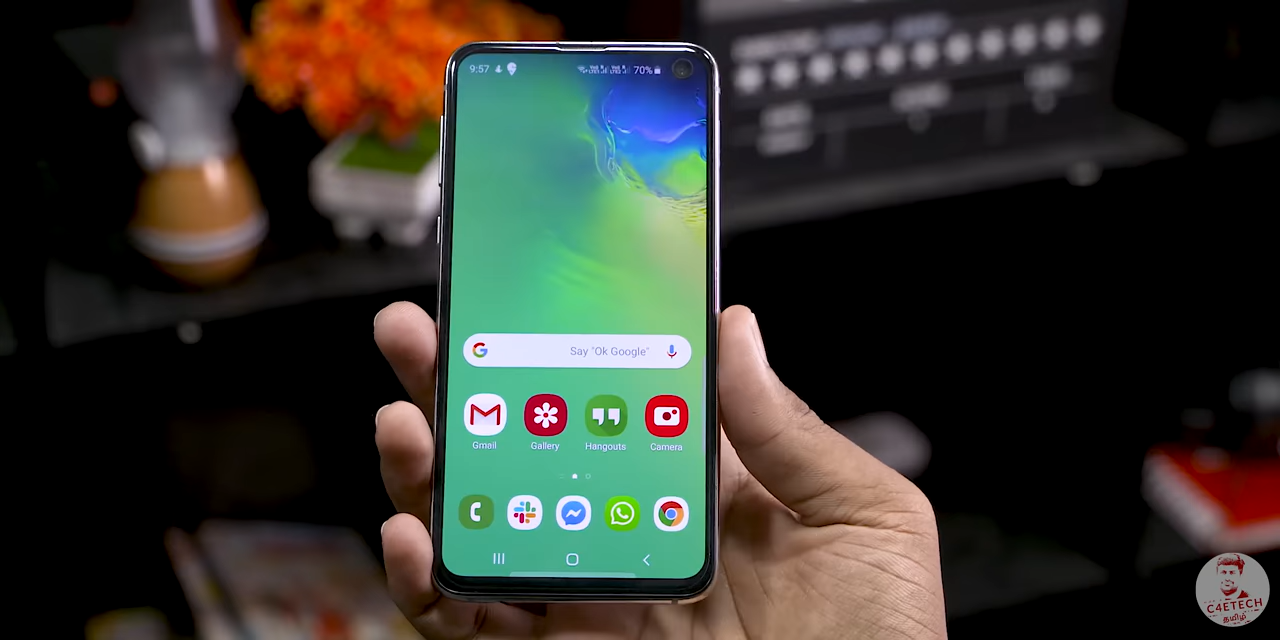 9:57 70%
Say "Ok Google"
Gmail Gallery Hangouts Camera
C4ETECH
தமிழ்